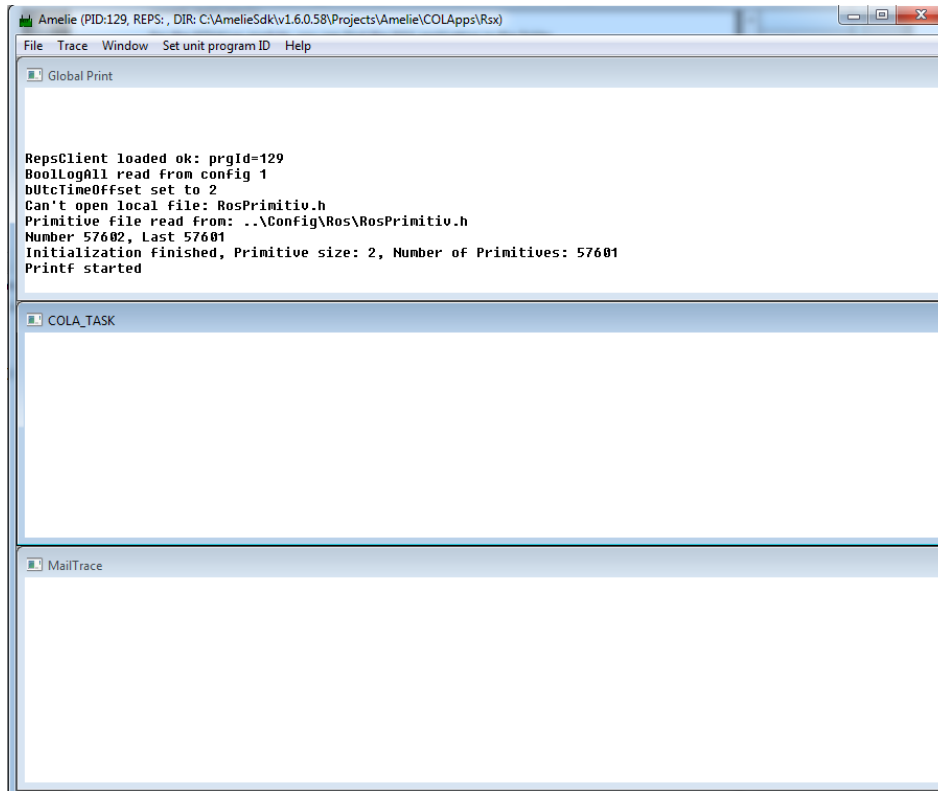 Amelie (PID:129, REPS: , DIR: C:\AmelieSdk\v1.6.0.58\Projects\Amelie\COLApps\Rsx)
File Trace Window Set unit program ID Help
Global Print
RepsClient loaded ok: prgId=129
BoolLogAll read from config 1
bUtcTimeOffset set to 2
Can't open local file: RosPrimitiv.h
Primitive file read from: ..\Config\Ros\RosPrimitiv.h
Number 57602, Last 57601
Initialization finished, Primitive size: 2, Number of Primitives: 57601
Printf started
COLA_TASK
MailTrace